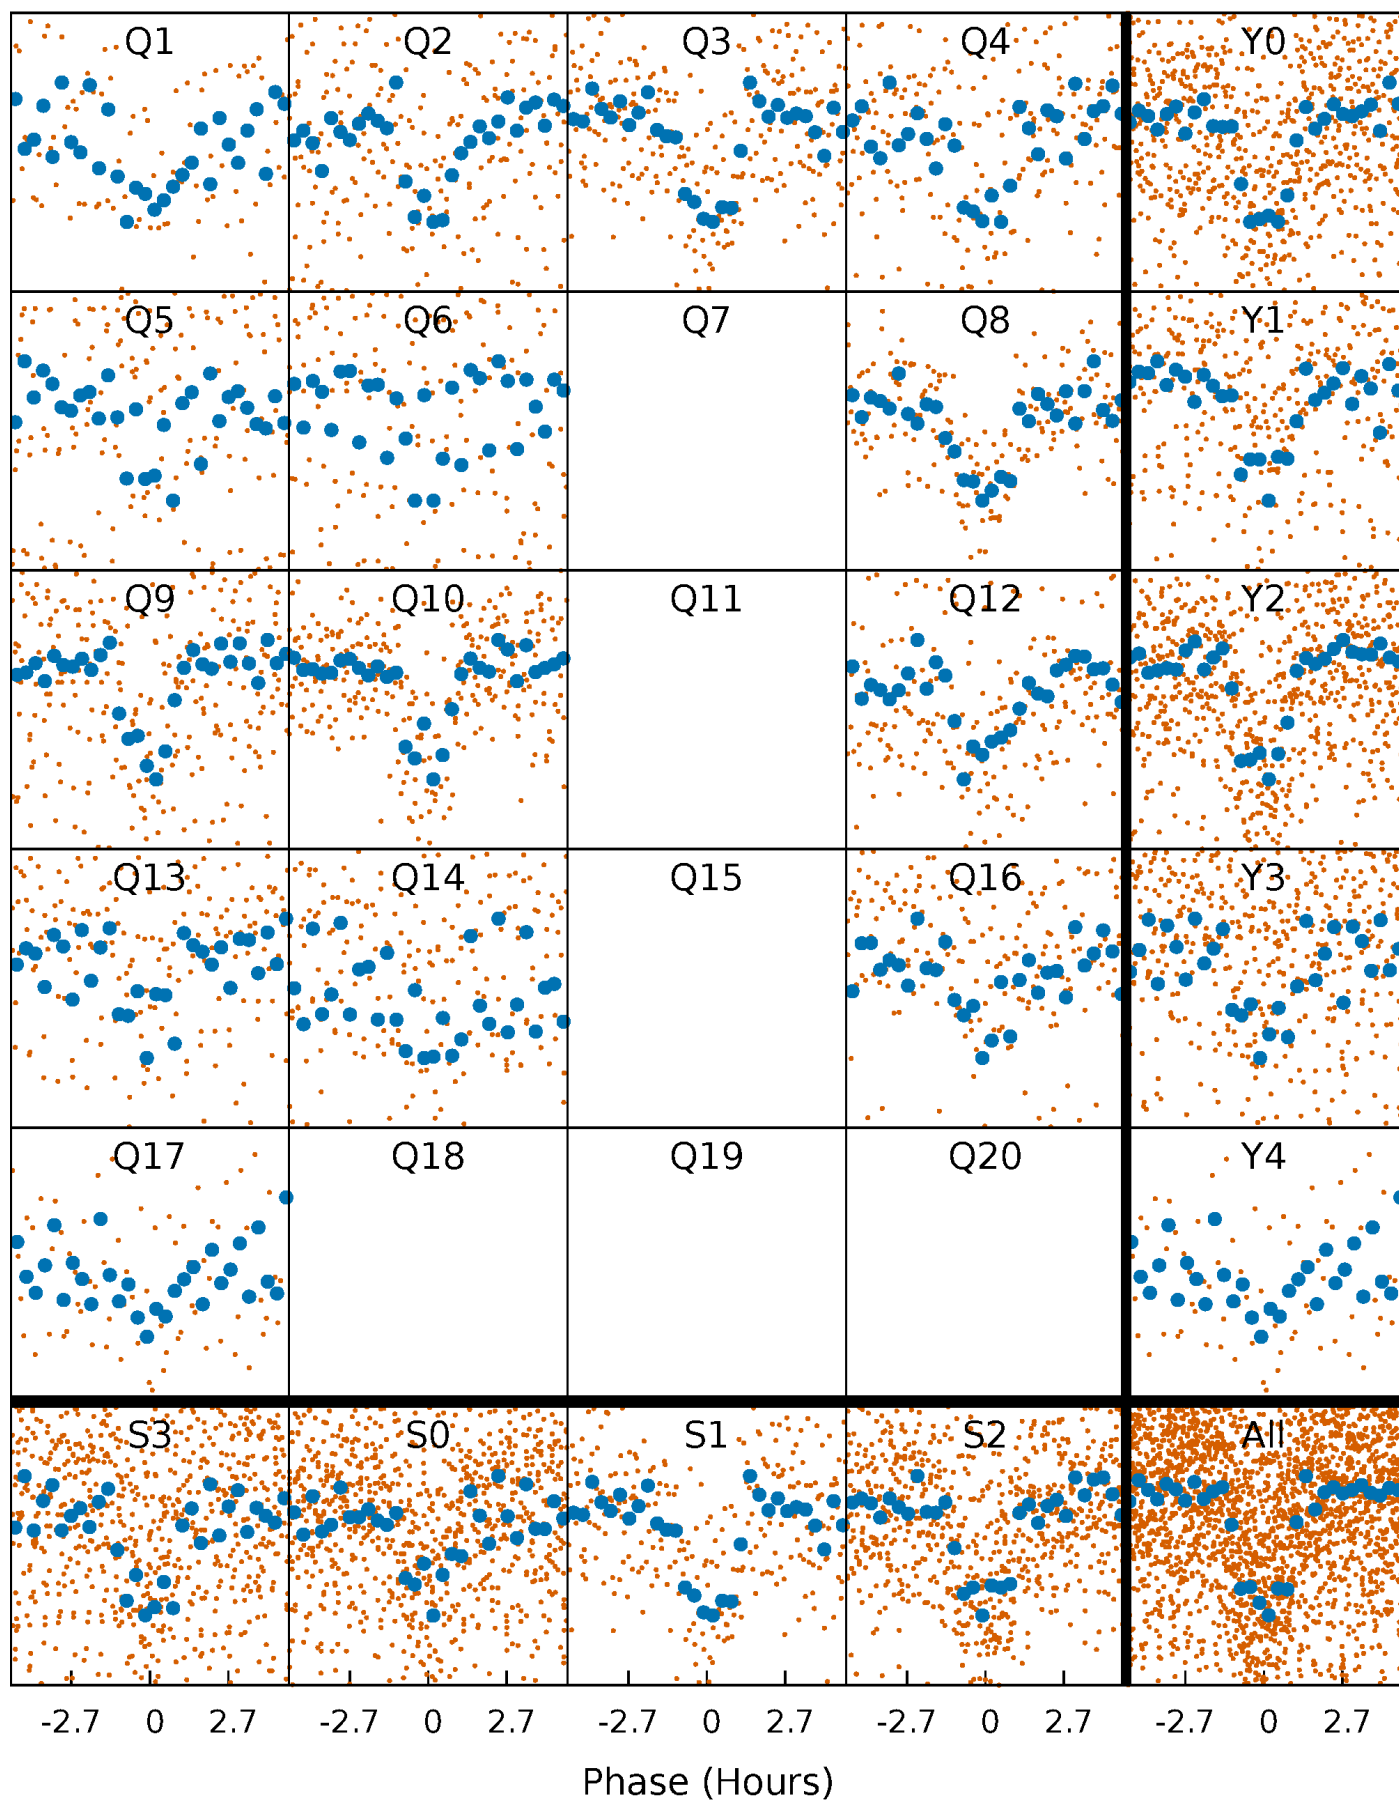 Q1 Q2 Q3 Q4 Y0
Q5 Q6 Q7 Q8 Y1
Q9 Q10 Q11 Q12 Y2
Q13 Q14 Q15 Q16 Y3
Q17 Q18 Q19 Q20 Y4
S3 S0 S1 S2 All
-2.7 0 2.7 -2.7 0 2.7 -2.7 0 2.7 -2.7 0 2.7 -2.7 0 2.7
Phase (Hours)